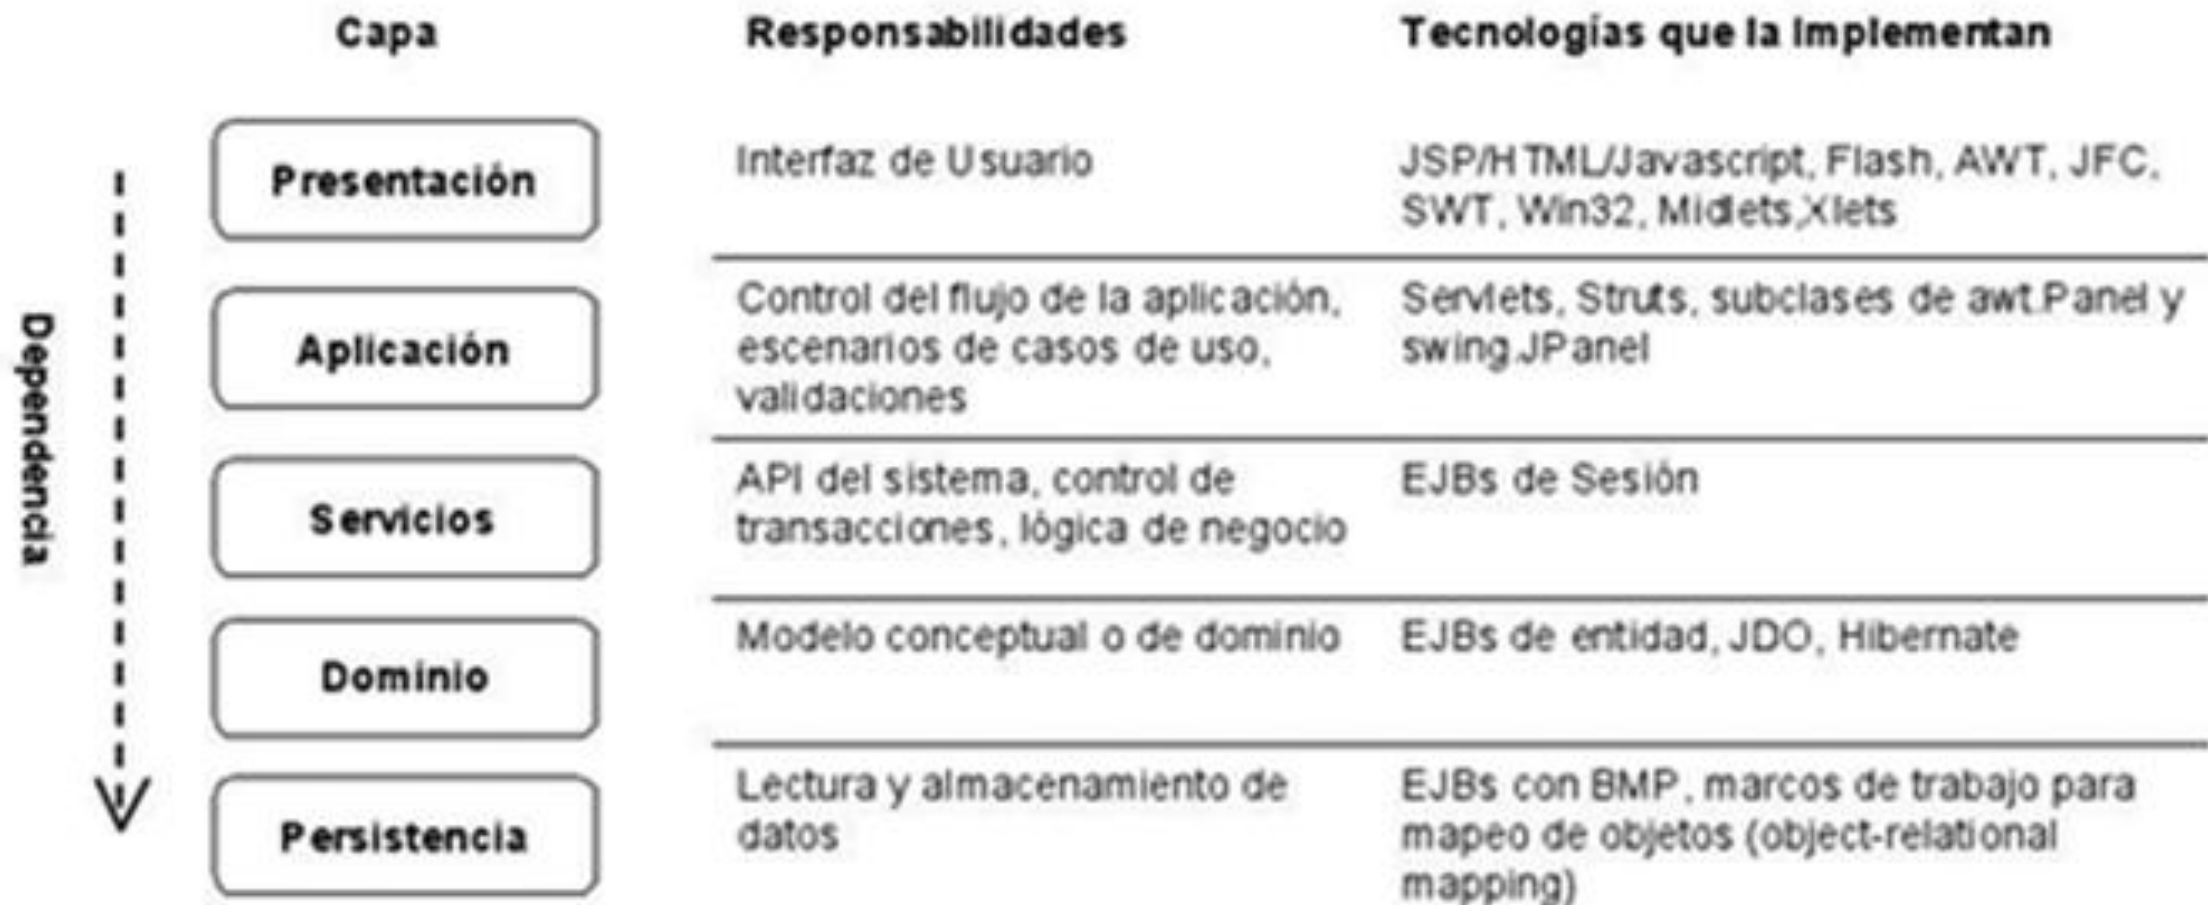 Capa
Responsabilidades
Tecnologías que la Implementan
Dependencia
Presentación
Interfaz de Usuario
JSP/HTML/Javascript, Flash, AWT, JFC,
SWT, Win32, Midlets,Xlets
Aplicación
Control del flujo de la aplicación,
escenarios de casos de uso,
validaciones
Servlets, Struts, subclases de awt.Panel y
swing.JPanel
Servicios
API del sistema, control de
transacciones, lógica de negocio
EJBs de Sesión
Dominio
Modelo conceptual o de dominio
EJBs de entidad, JDO, Hibernate
Persistencia
Lectura y almacenamiento de
datos
EJBs con BMP, marcos de trabajo para
mapeo de objetos (object-relational
mapping)